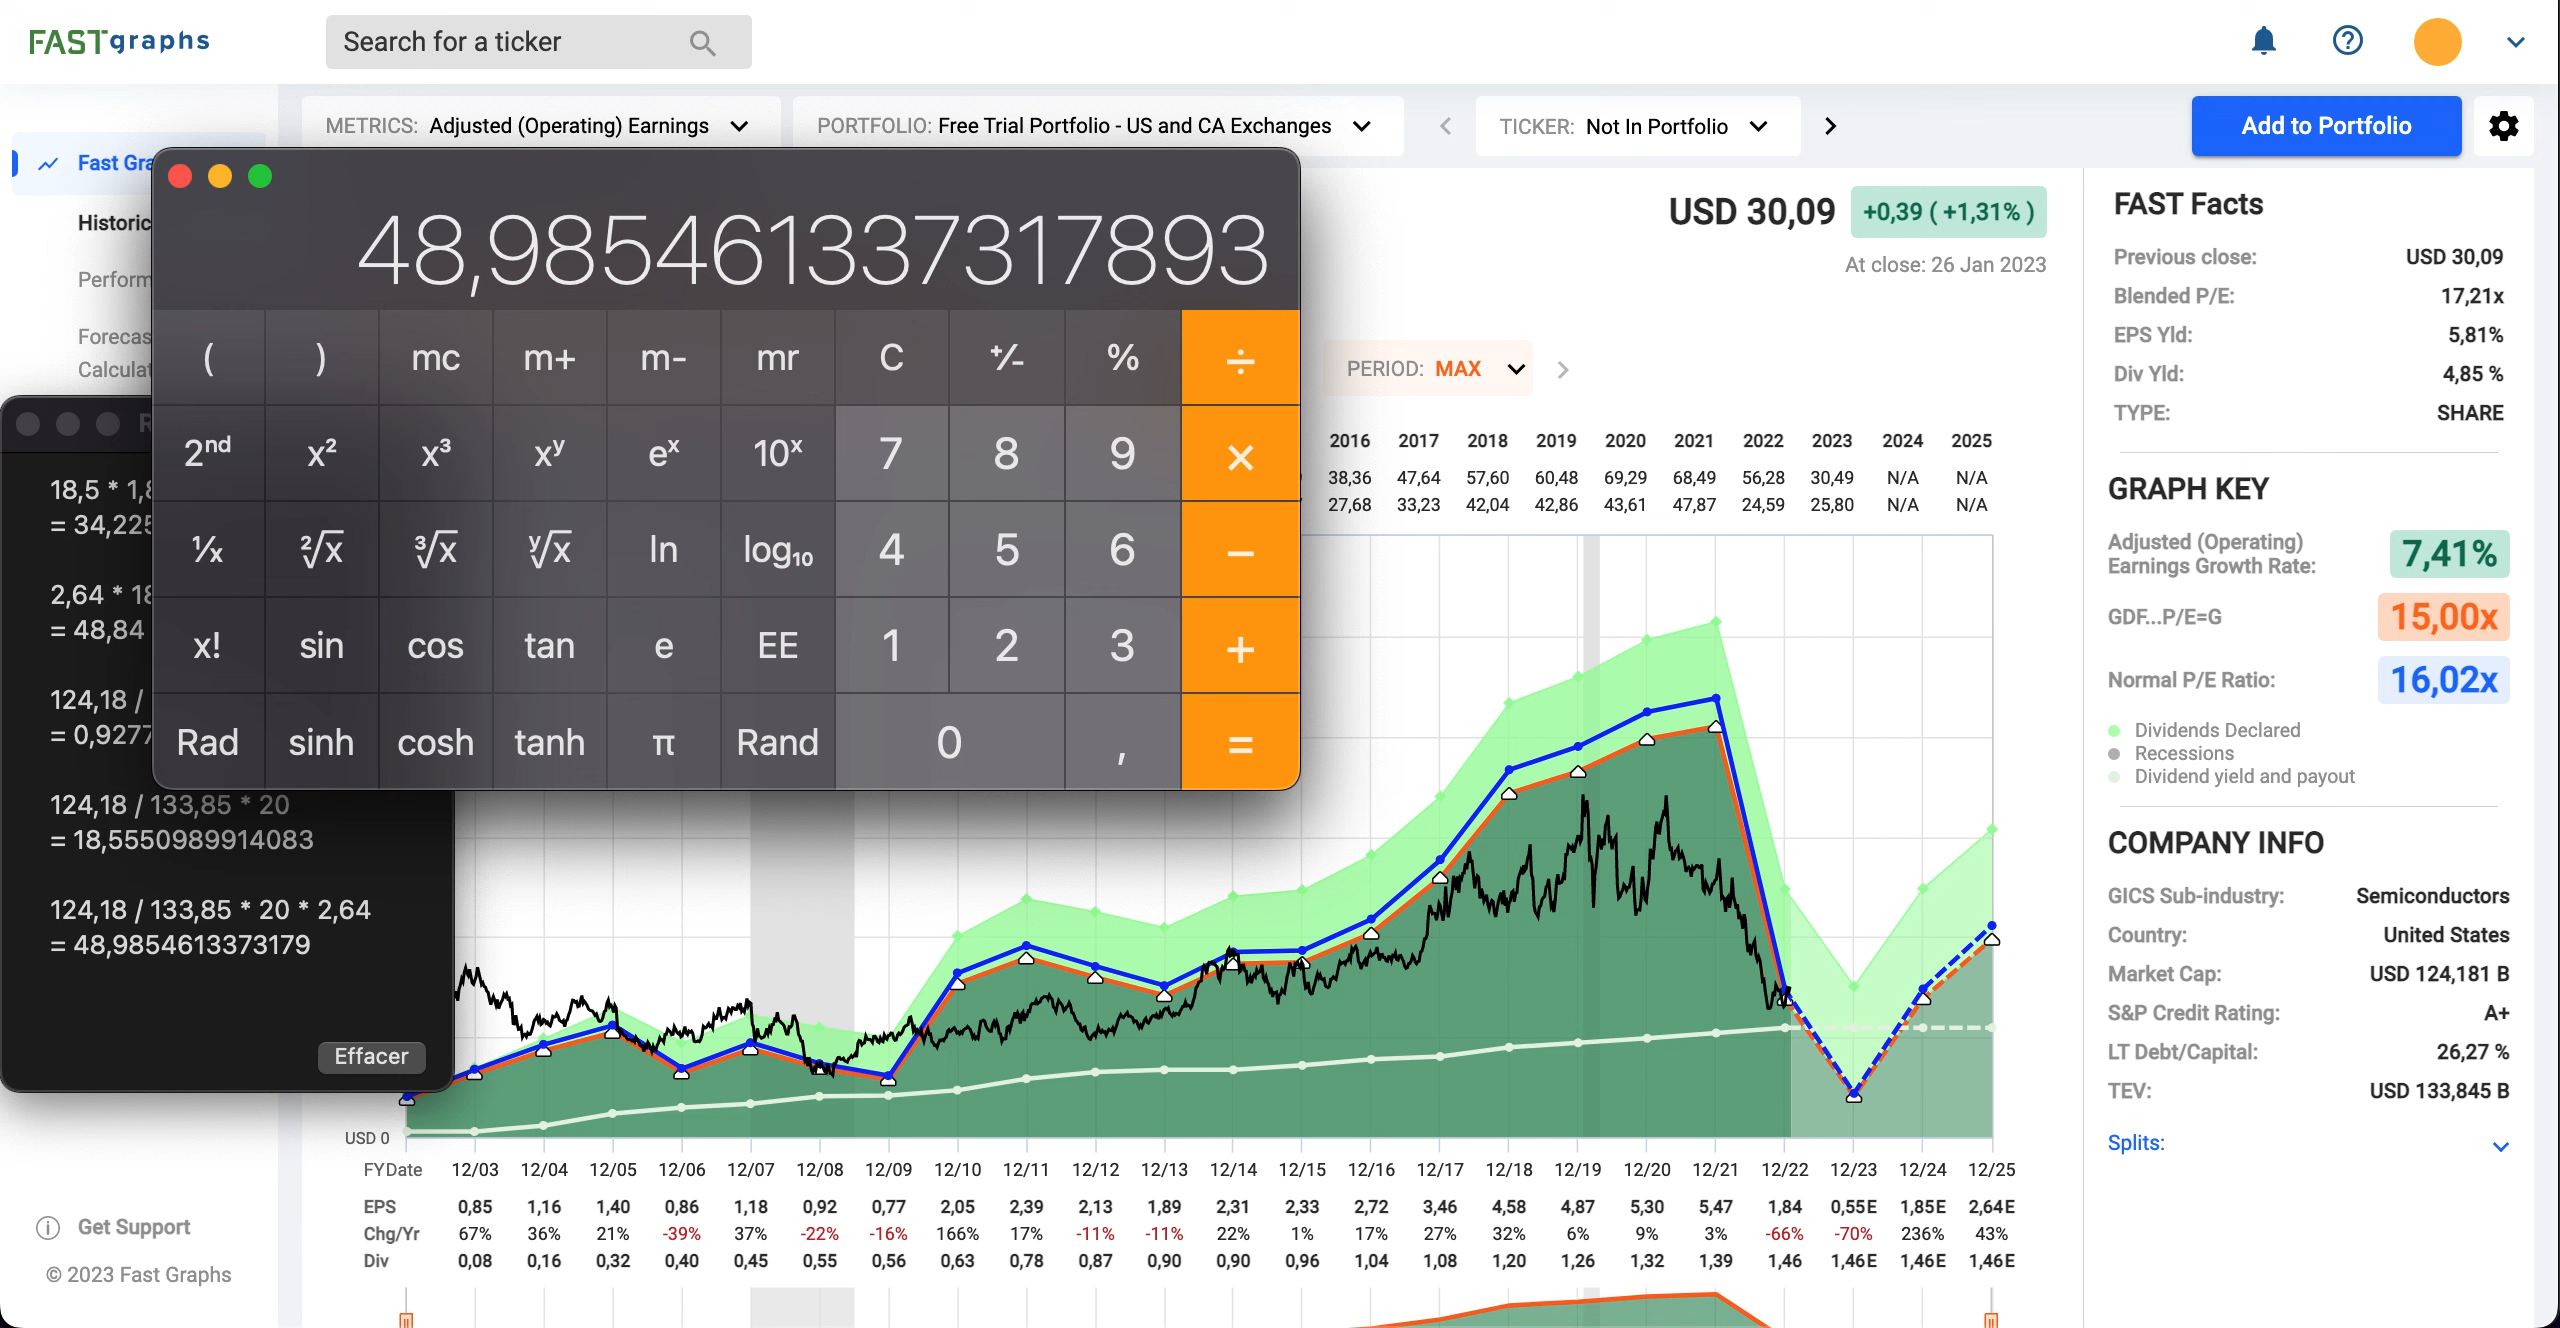 FASTgraphs
Search for a ticker
METRICS: Adjusted (Operating) Earnings
PORTFOLIO: Free Trial Portfolio - US and CA Exchanges
TICKER: Not In Portfolio
Add to Portfolio
Fast Gra
Historic
Perform
Forecas
Calculat
48,9854613373​17893
( ) mc m+ m- mr C +⁄- % ÷
2nd x² x³ xʸ eˣ 10ˣ 7 8 9 ×
¹⁄x ²√x ³√x ʸ√x ln log₁₀ 4 5 6 −
x! sin cos tan e EE 1 2 3 +
Rad sinh cosh tanh π Rand 0 , =
18,5 * 1,8
= 34,225
2,64 * 18
= 48,84
124,18 /
= 0,9277
124,18 / 133,85 * 20
= 18,5550989914083
124,18 / 133,85 * 20 * 2,64
= 48,9854613373179
Effacer
USD 30,09 +0,39 ( +1,31% )
At close: 26 Jan 2023
PERIOD: MAX
2016 2017 2018 2019 2020 2021 2022 2023 2024 2025
38,36 47,64 57,60 60,48 69,29 68,49 56,28 30,49 N/A N/A
27,68 33,23 42,04 42,86 43,61 47,87 24,59 25,80 N/A N/A
USD 0
FYDate 12/03 12/04 12/05 12/06 12/07 12/08 12/09 12/10 12/11 12/12 12/13 12/14 12/15 12/16 12/17 12/18 12/19 12/20 12/21 12/22 12/23 12/24 12/25
EPS 0,85 1,16 1,40 0,86 1,18 0,92 0,77 2,05 2,39 2,13 1,89 2,31 2,33 2,72 3,46 4,58 4,87 5,30 5,47 1,84 0,55E 1,85E 2,64E
Chg/Yr 67% 36% 21% -39% 37% -22% -16% 166% 17% -11% -11% 22% 1% 17% 27% 32% 6% 9% 3% -66% -70% 236% 43%
Div 0,08 0,16 0,32 0,40 0,45 0,55 0,56 0,63 0,78 0,87 0,90 0,90 0,96 1,04 1,08 1,20 1,26 1,32 1,39 1,46 1,46E 1,46E 1,46E
Get Support
© 2023 Fast Graphs
FAST Facts
Previous close: USD 30,09
Blended P/E: 17,21x
EPS Yld: 5,81%
Div Yld: 4,85 %
TYPE: SHARE
GRAPH KEY
Adjusted (Operating)
Earnings Growth Rate: 7,41%
GDF...P/E=G 15,00x
Normal P/E Ratio: 16,02x
Dividends Declared
Recessions
Dividend yield and payout
COMPANY INFO
GICS Sub-industry: Semiconductors
Country: United States
Market Cap: USD 124,181 B
S&P Credit Rating: A+
LT Debt/Capital: 26,27 %
TEV: USD 133,845 B
Splits: